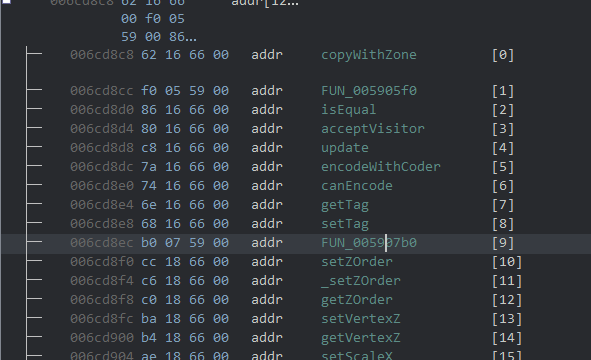 006cd8c8 62 16 66 addr[12...
00 f0 05
59 00 86...
006cd8c8 62 16 66 00 addr copyWithZone [0]
006cd8cc f0 05 59 00 addr FUN_005905f0 [1]
006cd8d0 86 16 66 00 addr isEqual [2]
006cd8d4 80 16 66 00 addr acceptVisitor [3]
006cd8d8 c8 16 66 00 addr update [4]
006cd8dc 7a 16 66 00 addr encodeWithCoder [5]
006cd8e0 74 16 66 00 addr canEncode [6]
006cd8e4 6e 16 66 00 addr getTag [7]
006cd8e8 68 16 66 00 addr setTag [8]
006cd8ec b0 07 59 00 addr FUN_005907b0 [9]
006cd8f0 cc 18 66 00 addr setZOrder [10]
006cd8f4 c6 18 66 00 addr _setZOrder [11]
006cd8f8 c0 18 66 00 addr getZOrder [12]
006cd8fc ba 18 66 00 addr setVertexZ [13]
006cd900 b4 18 66 00 addr getVertexZ [14]
006cd904 ae 18 66 00 addr setScaleX [15]